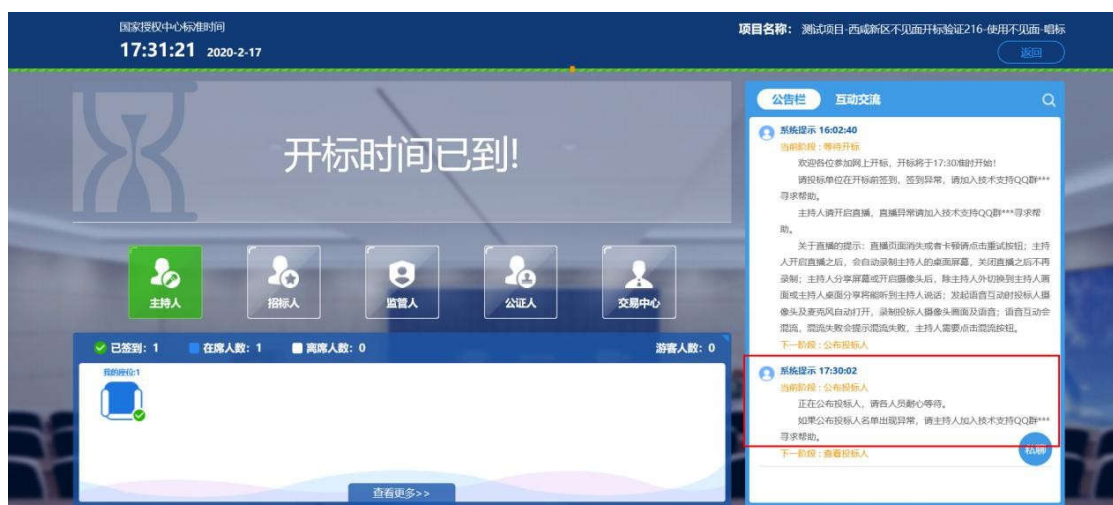 国家授权中心标准时间
17:31:21 2020-2-17
项目名称： 测试项目-西咸新区不见面开标验证216-使用不见面-唱标
返回
开标时间已到!
主持人
招标人
监管人
公证人
交易中心
已签到：1 在席人数：1 离席人数：0 游客人数：0
我的座位:1
查看更多>>
公告栏 互动交流
系统提示 16:02:40
当前阶段：等待开标
欢迎各位参加网上开标，开标将于17:30准时开始!
请投标单位在开标前签到，签到异常，请加入技术支持QQ群***
寻求帮助。
主持人请开启直播，直播异常请加入技术支持QQ群***寻求帮
助。
关于直播的提示：直播页面消失或者卡顿请点击重试按钮；主持
人开启直播之后，会自动录制主持人的桌面屏幕，关闭直播之后不再
录制；主持人分享屏幕或开启摄像头后，除主持人外切换到主持人画
面或主持人桌面分享将能听到主持人说话；发起语音互动时投标人摄
像头及麦克风自动打开，录制投标人摄像头画面及语音；语音互动会
混流，混流失败会提示混流失败，主持人需要点击混流按钮。
下一阶段：公布投标人
系统提示 17:30:02
当前阶段：公布投标人
正在公布投标人，请各人员耐心等待。
如果公布投标人名单出现异常，请主持人加入技术支持QQ群***
寻求帮助。
下一阶段：查看投标人
私聊